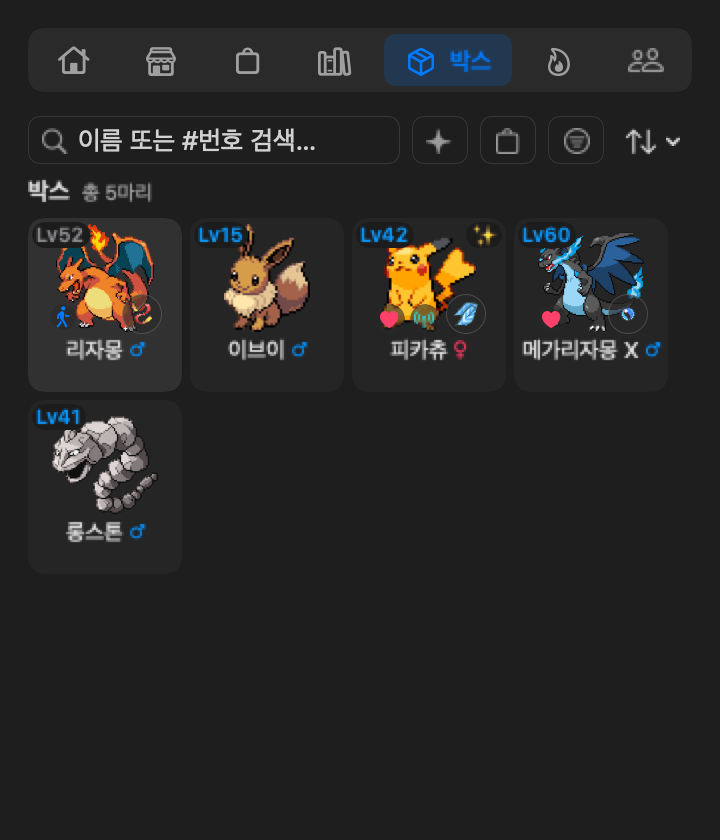 박스
이름 또는 #번호 검색...
박스 총 5마리
Lv52
리자몽 ♂
Lv15
이브이 ♂
Lv42
피카츄 ♀
Lv60
메가리자몽 X ♂
Lv41
롱스톤 ♂